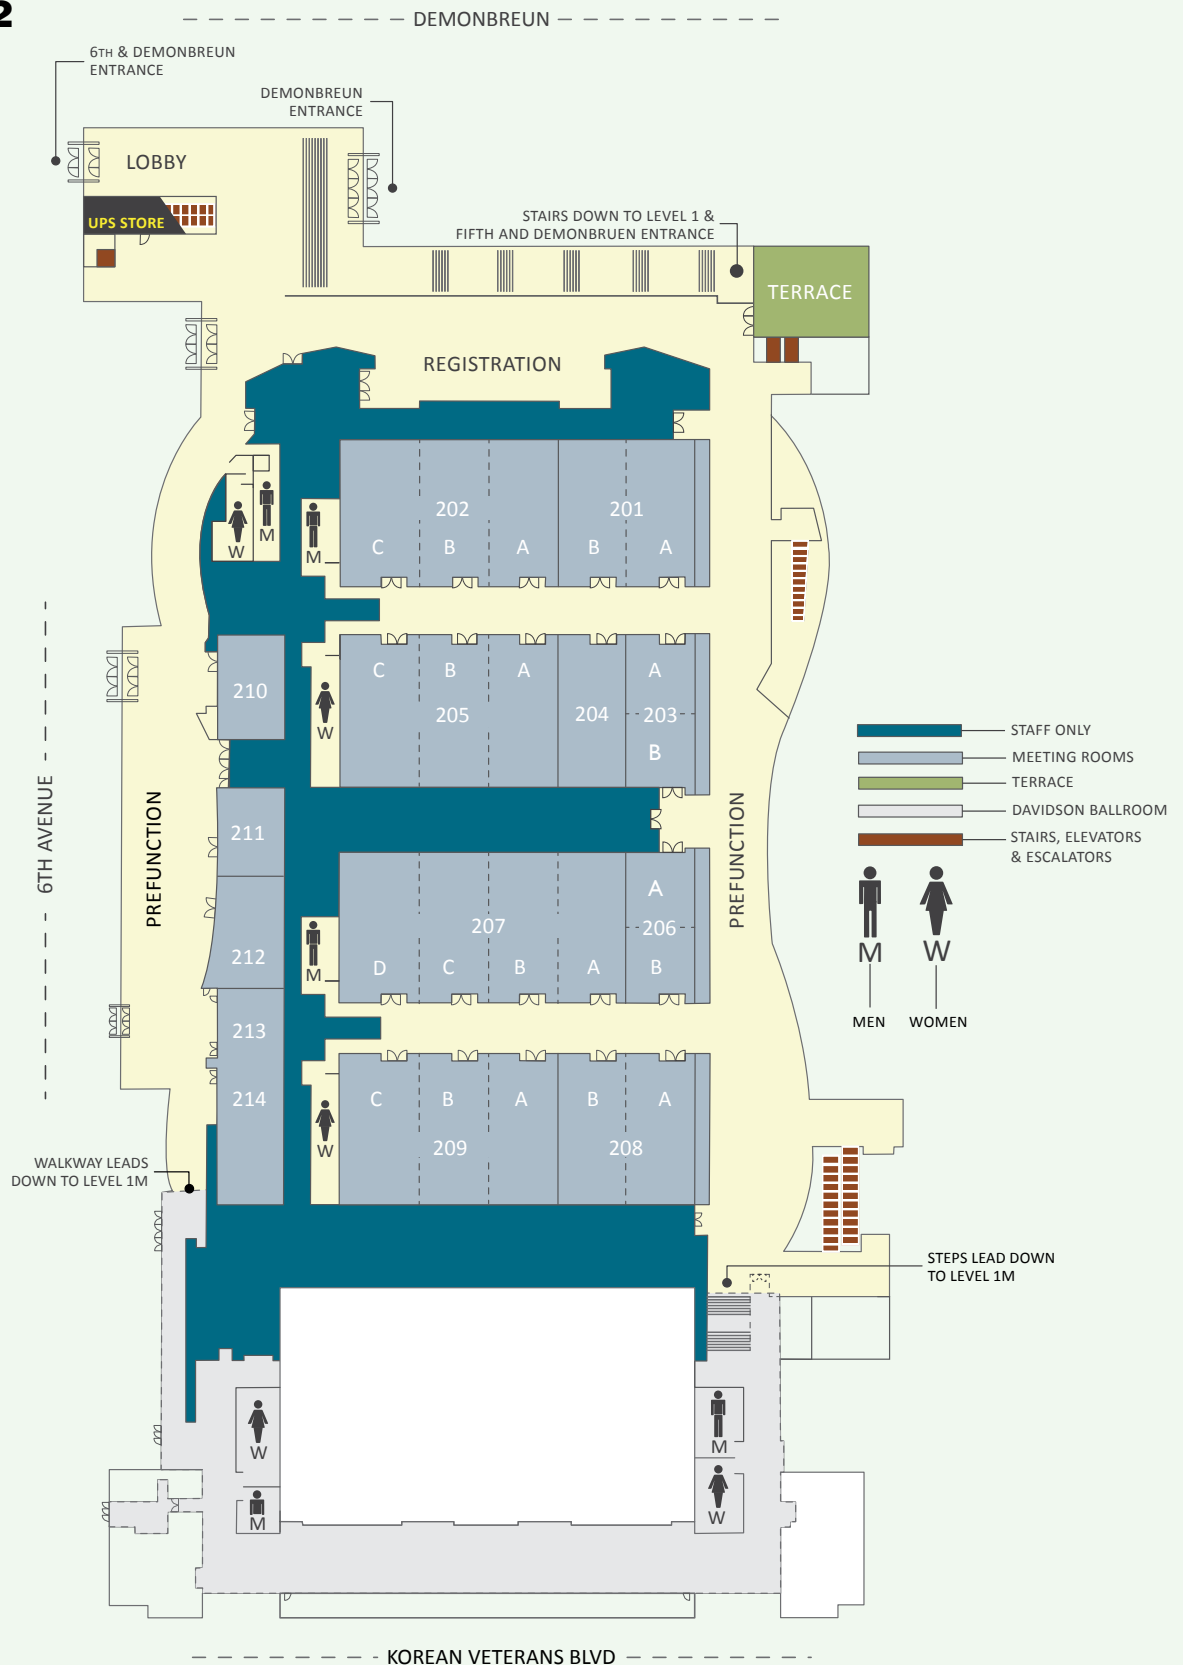 2
DEMONBREUN
6TH & DEMONBREUN
ENTRANCE
DEMONBREUN
ENTRANCE
LOBBY
UPS STORE
STAIRS DOWN TO LEVEL 1 &
FIFTH AND DEMONBRUEN ENTRANCE
TERRACE
REGISTRATION
202
201
C
B
A
B
A
M
W
M
C
B
A
A
205
204
203
B
W
210
211
212
213
214
6TH AVENUE
PREFUNCTION
PREFUNCTION
A
207
206
D
C
B
A
B
M
C
B
A
B
A
209
208
W
STAFF ONLY
MEETING ROOMS
TERRACE
DAVIDSON BALLROOM
STAIRS, ELEVATORS
& ESCALATORS
M
W
MEN
WOMEN
WALKWAY LEADS
DOWN TO LEVEL 1M
STEPS LEAD DOWN
TO LEVEL 1M
W
M
M
W
KOREAN VETERANS BLVD